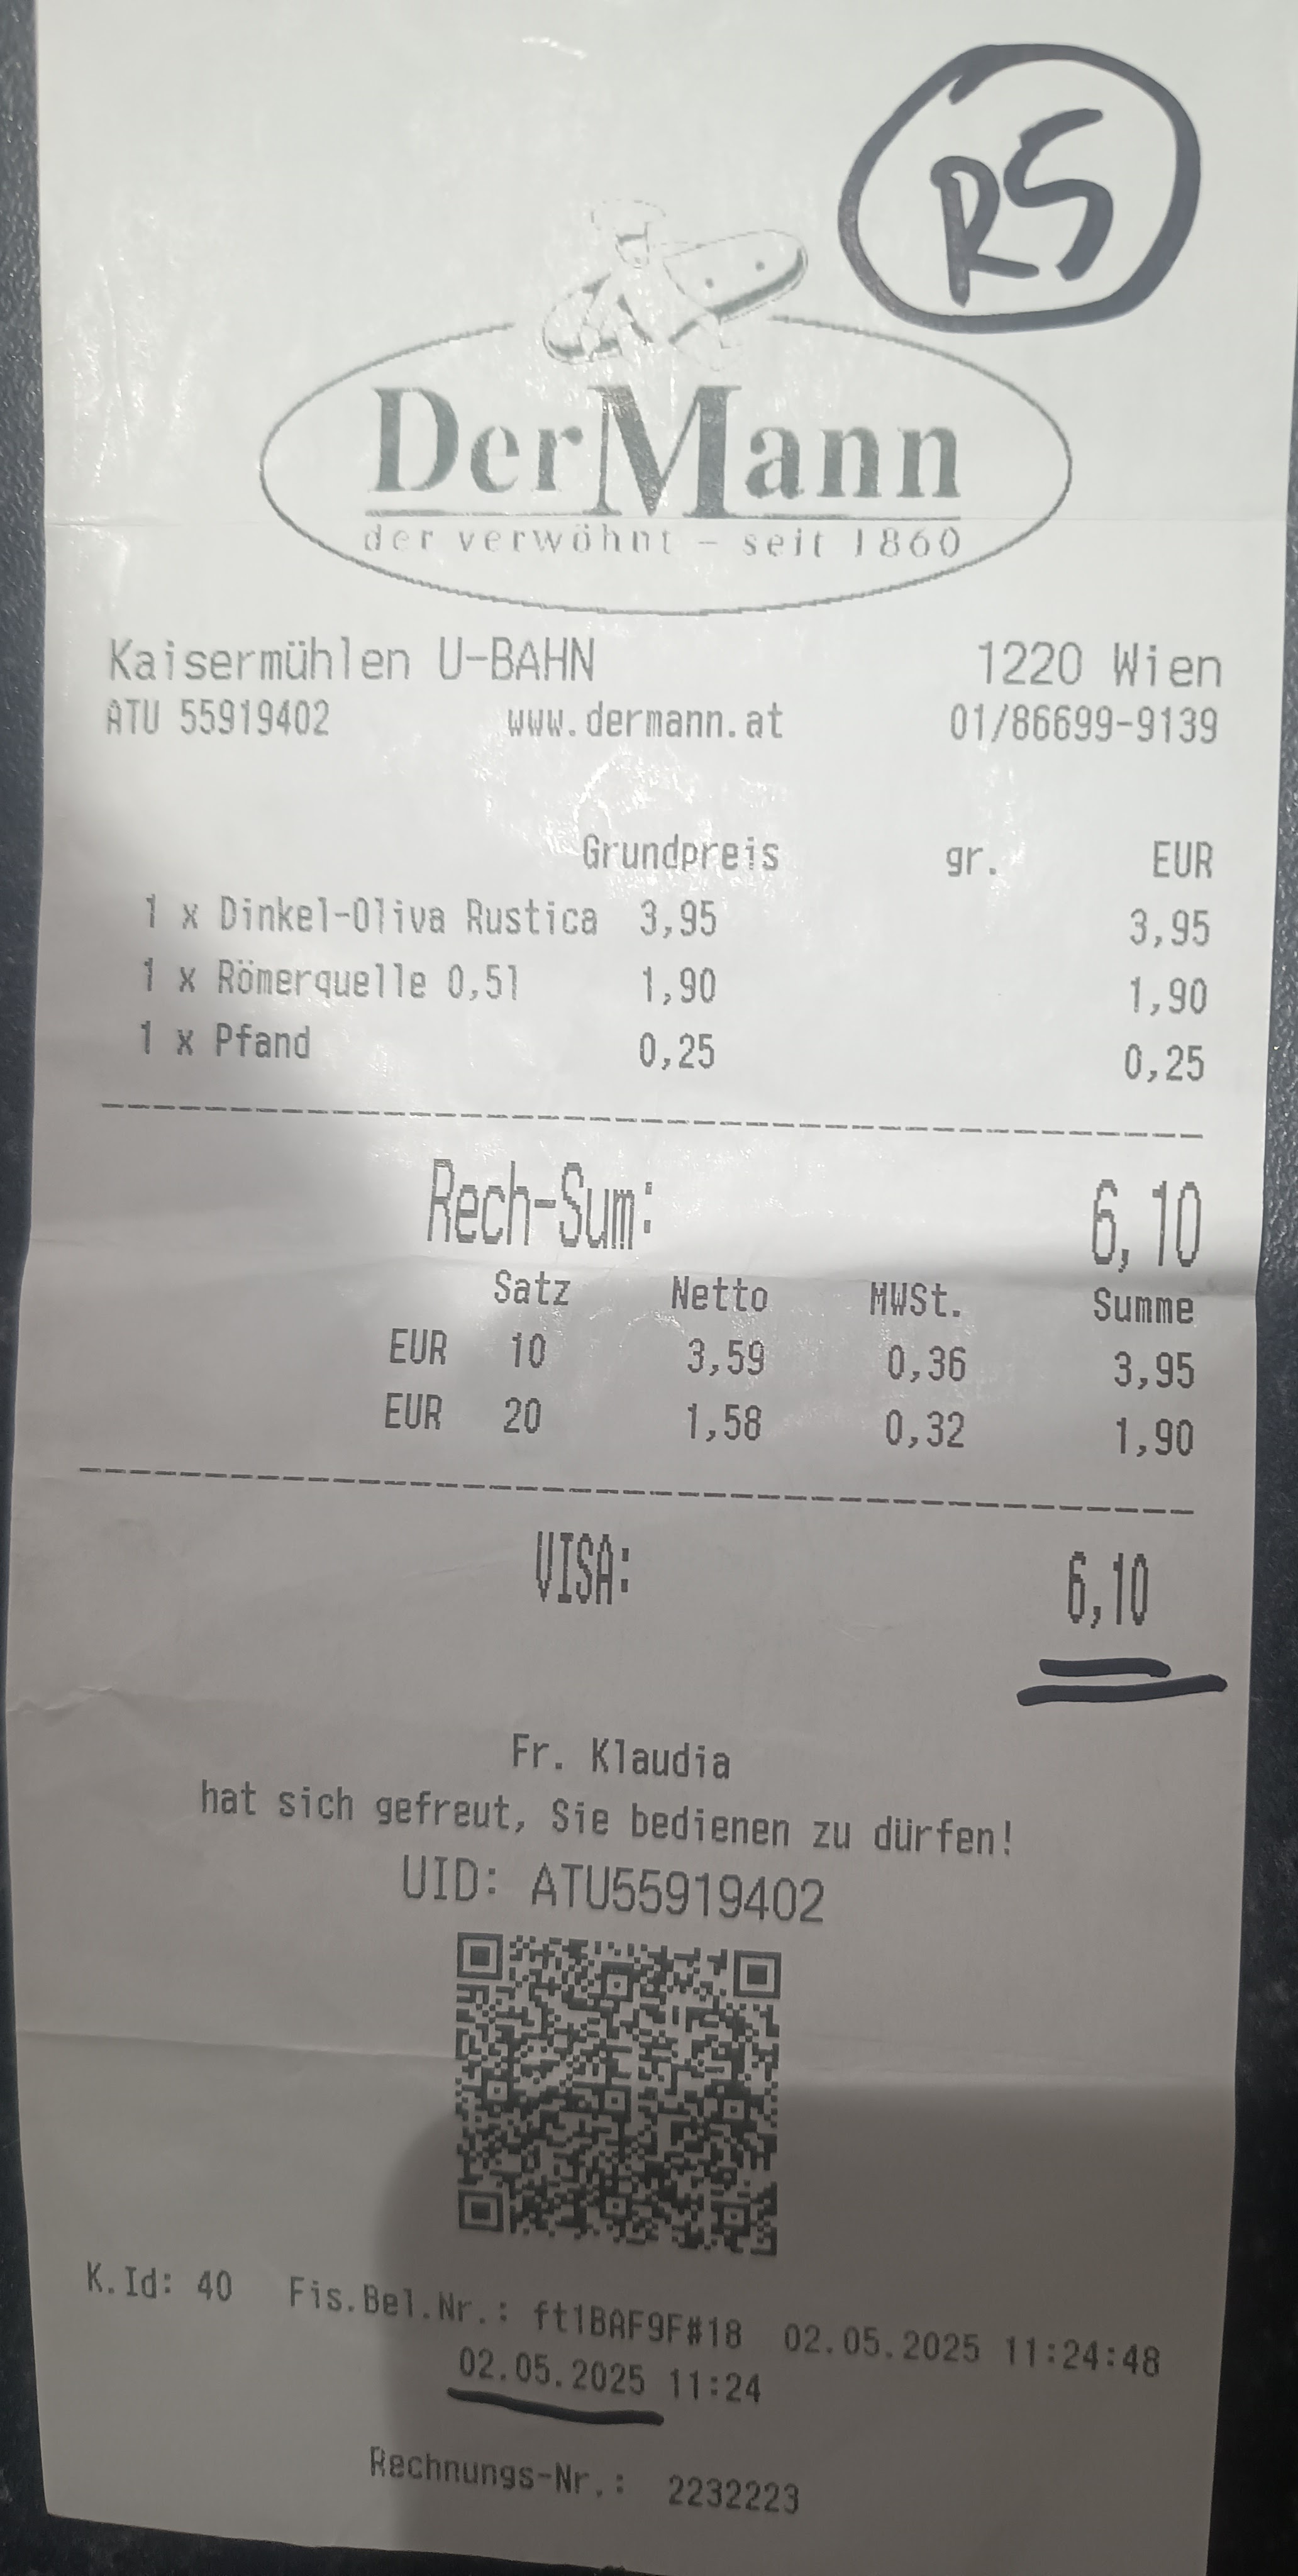 RS
DerMann
der verwöhnt - seit 1860
Kaisermühlen U-BAHN 1220 Wien
ATU 55919402 www.dermann.at 01/86699-9139
Grundpreis gr. EUR
1 x Dinkel-Oliva Rustica 3,95 3,95
1 x Römerquelle 0,5l 1,90 1,90
1 x Pfand 0,25 0,25
Rech-Sum: 6,10
Satz Netto MWSt. Summe
EUR 10 3,59 0,36 3,95
EUR 20 1,58 0,32 1,90
VISA: 6,10
Fr. Klaudia
hat sich gefreut, Sie bedienen zu dürfen!
UID: ATU55919402
K.Id: 40 Fis.Bel.Nr.: ft1BAF9F#18 02.05.2025 11:24:48
02.05.2025 11:24
Rechnungs-Nr.: 2232223